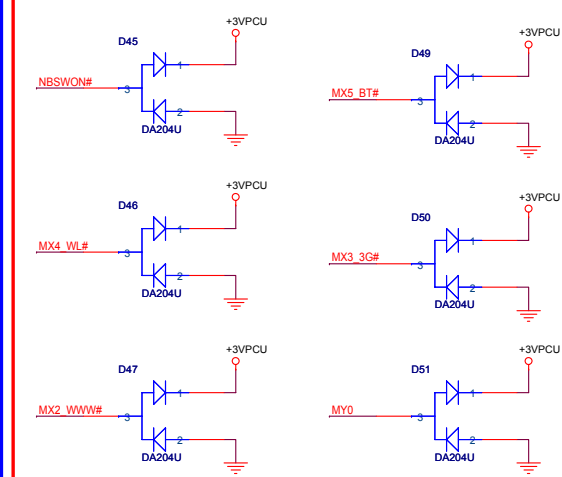 +3VPCU
D45
1
NBSWON#
3
2
DA204U
+3VPCU
D49
1
MX5_BT#
3
2
DA204U
+3VPCU
D46
1
MX4_WL#
3
2
DA204U
+3VPCU
D50
1
MX3_3G#
3
2
DA204U
+3VPCU
D47
1
MX2_WWW#
3
2
DA204U
+3VPCU
D51
1
MY0
3
2
DA204U